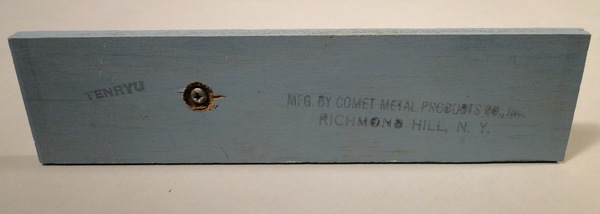 TENRYU
MFG. BY COMET METAL PRODUCTS CO., Inc.
RICHMOND HILL, N. Y.